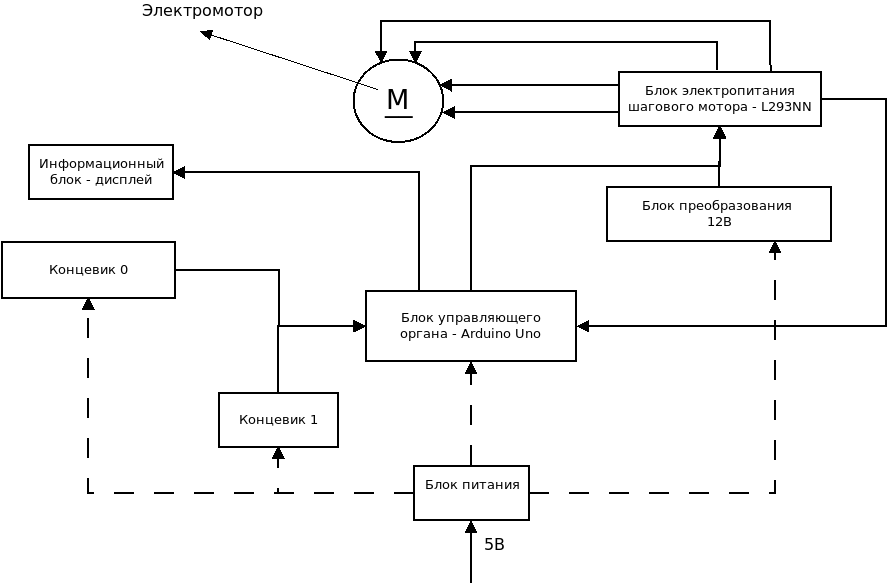 Электромотор
М
Блок электропитания
шагового мотора - L293NN
Информационный
блок - дисплей
Блок преобразования
12В
Концевик 0
Блок управляющего
органа - Arduino Uno
Концевик 1
Блок питания
5В